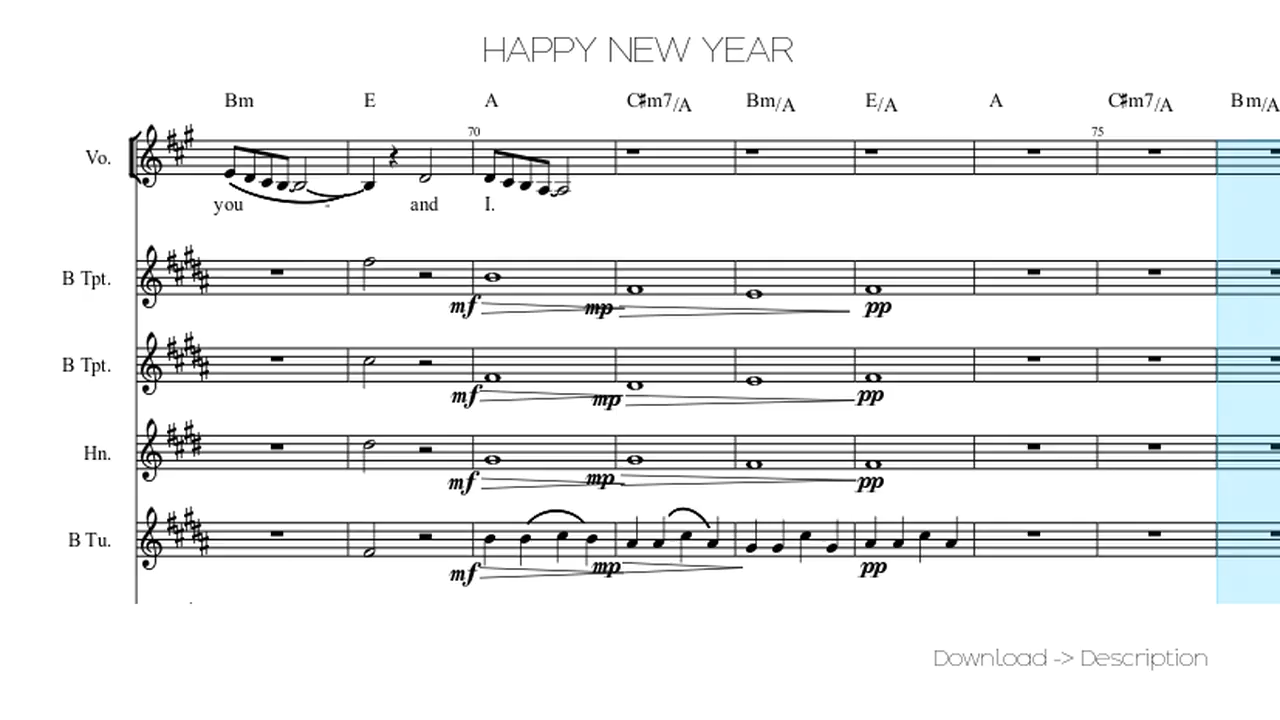 HAPPY NEW YEAR
Bm E A C♯m7/A Bm/A E/A A C♯m7/A Bm/A
70 75
Vo.
you - and I.
B Tpt.
mf mp pp
B Tpt.
mf mp pp
Hn.
mf mp pp
B Tu.
mf mp pp
Download -> Description